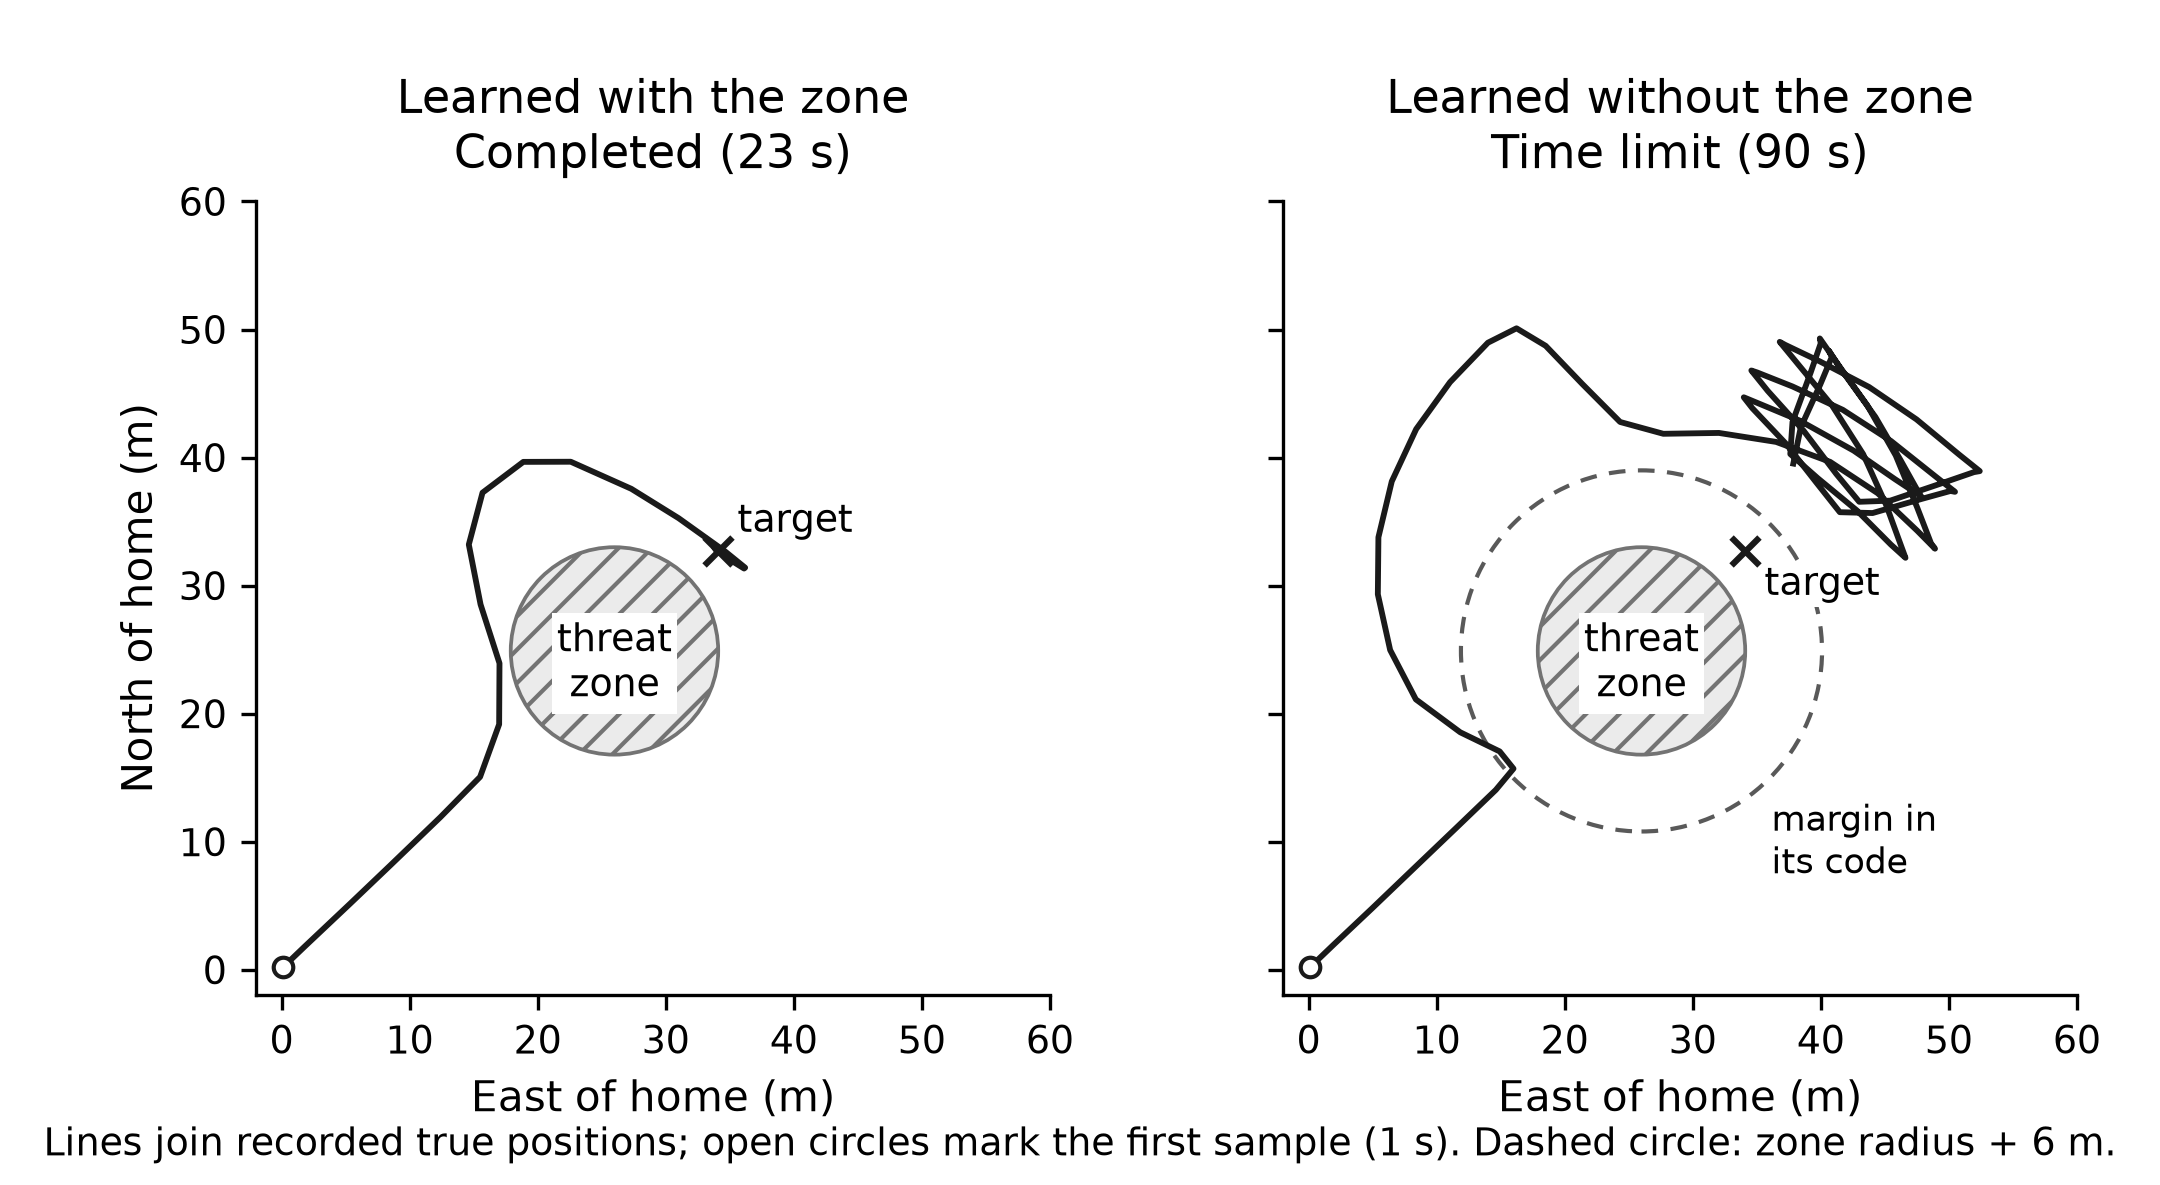 Learned with the zone
Completed (23 s)
Learned without the zone
Time limit (90 s)
North of home (m)
60
50
40
30
20
10
0
target
threat
zone
0 10 20 30 40 50 60
East of home (m)
target
threat
zone
margin in
its code
0 10 20 30 40 50 60
East of home (m)
Lines join recorded true positions; open circles mark the first sample (1 s). Dashed circle: zone radius + 6 m.